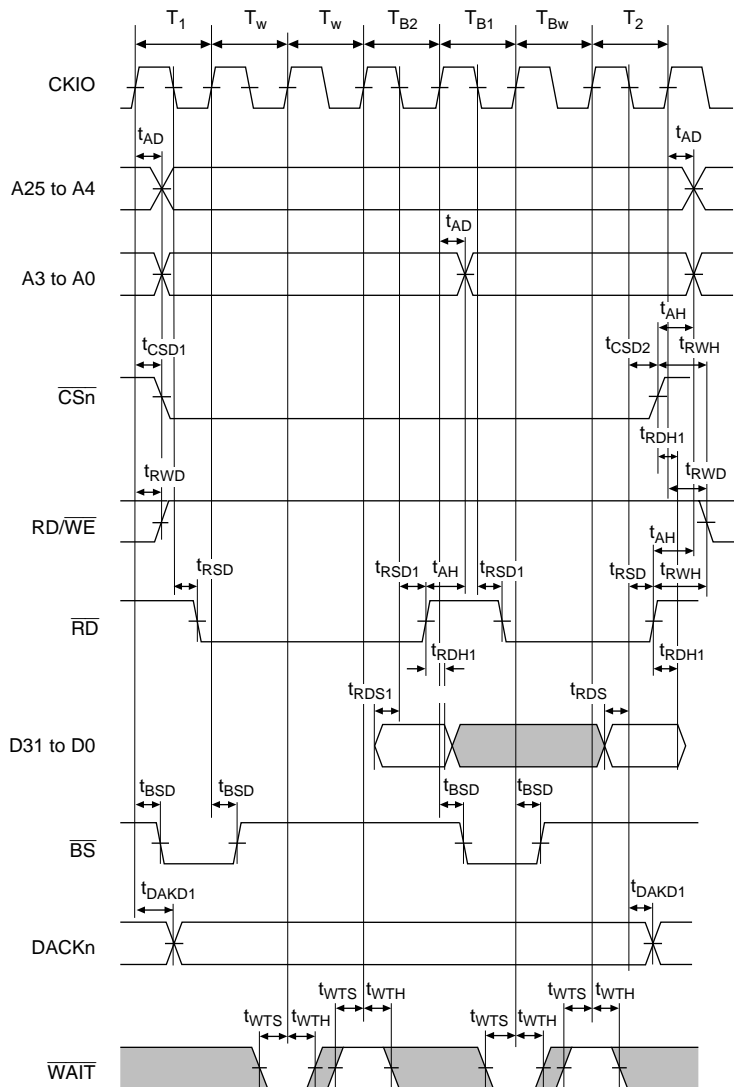 T1 Tw Tw TB2 TB1 TBw T2
CKIO
tAD tAD
A25 to A4
tAD
A3 to A0
tAH
tCSD1 tCSD2 tRWH
CSn
tRDH1
tRWD tRWD
RD/WE
tAH
tRSD tRSD1 tAH tRSD1 tRSD tRWH
RD
tRDH1 tRDH1
tRDS1 tRDS
D31 to D0
tBSD tBSD tBSD tBSD
BS
tDAKD1 tDAKD1
DACKn
tWTS tWTH tWTS tWTH
tWTS tWTH tWTS tWTH
WAIT